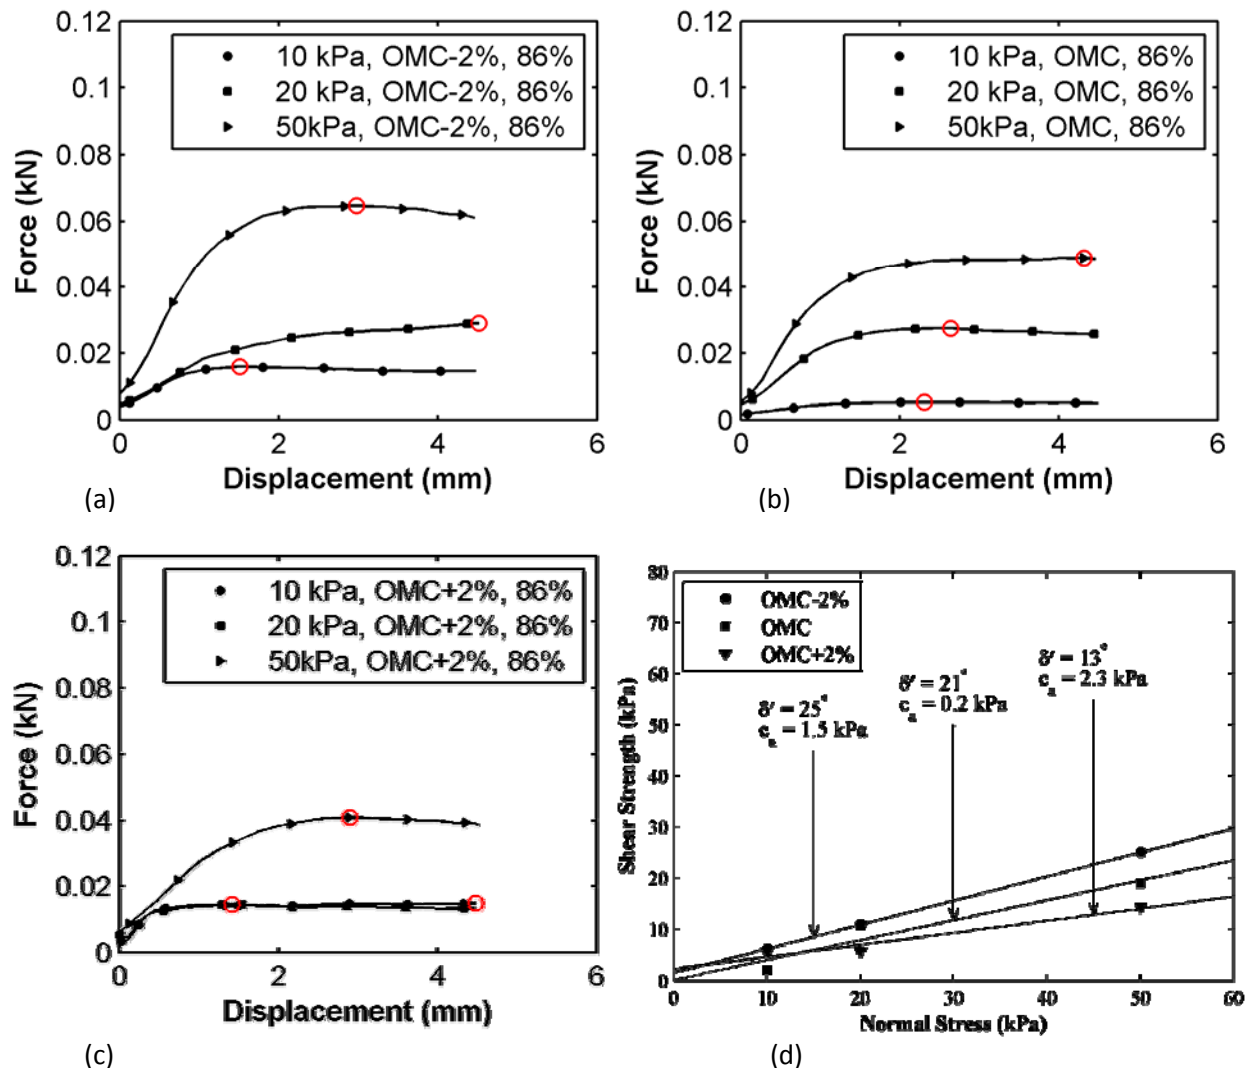 0.12
0.1
0.08
0.06
0.04
0.02
0
Force (kN)
10 kPa, OMC-2%, 86%
20 kPa, OMC-2%, 86%
50kPa, OMC-2%, 86%
0 2 4 6
Displacement (mm)
(a)
0.12
0.1
0.08
0.06
0.04
0.02
0
Force (kN)
10 kPa, OMC, 86%
20 kPa, OMC, 86%
50kPa, OMC, 86%
0 2 4 6
Displacement (mm)
(b)
0.12
0.1
0.08
0.06
0.04
0.02
0
Force (kN)
10 kPa, OMC+2%, 86%
20 kPa, OMC+2%, 86%
50kPa, OMC+2%, 86%
0 2 4 6
Displacement (mm)
(c)
80
70
60
50
40
30
20
10
0
Shear Strength (kPa)
OMC-2%
OMC
OMC+2%
δ' = 25°
ca = 1.5 kPa
δ' = 21°
ca = 0.2 kPa
δ' = 13°
ca = 2.3 kPa
0 10 20 30 40 50 60
Normal Stress (kPa)
(d)